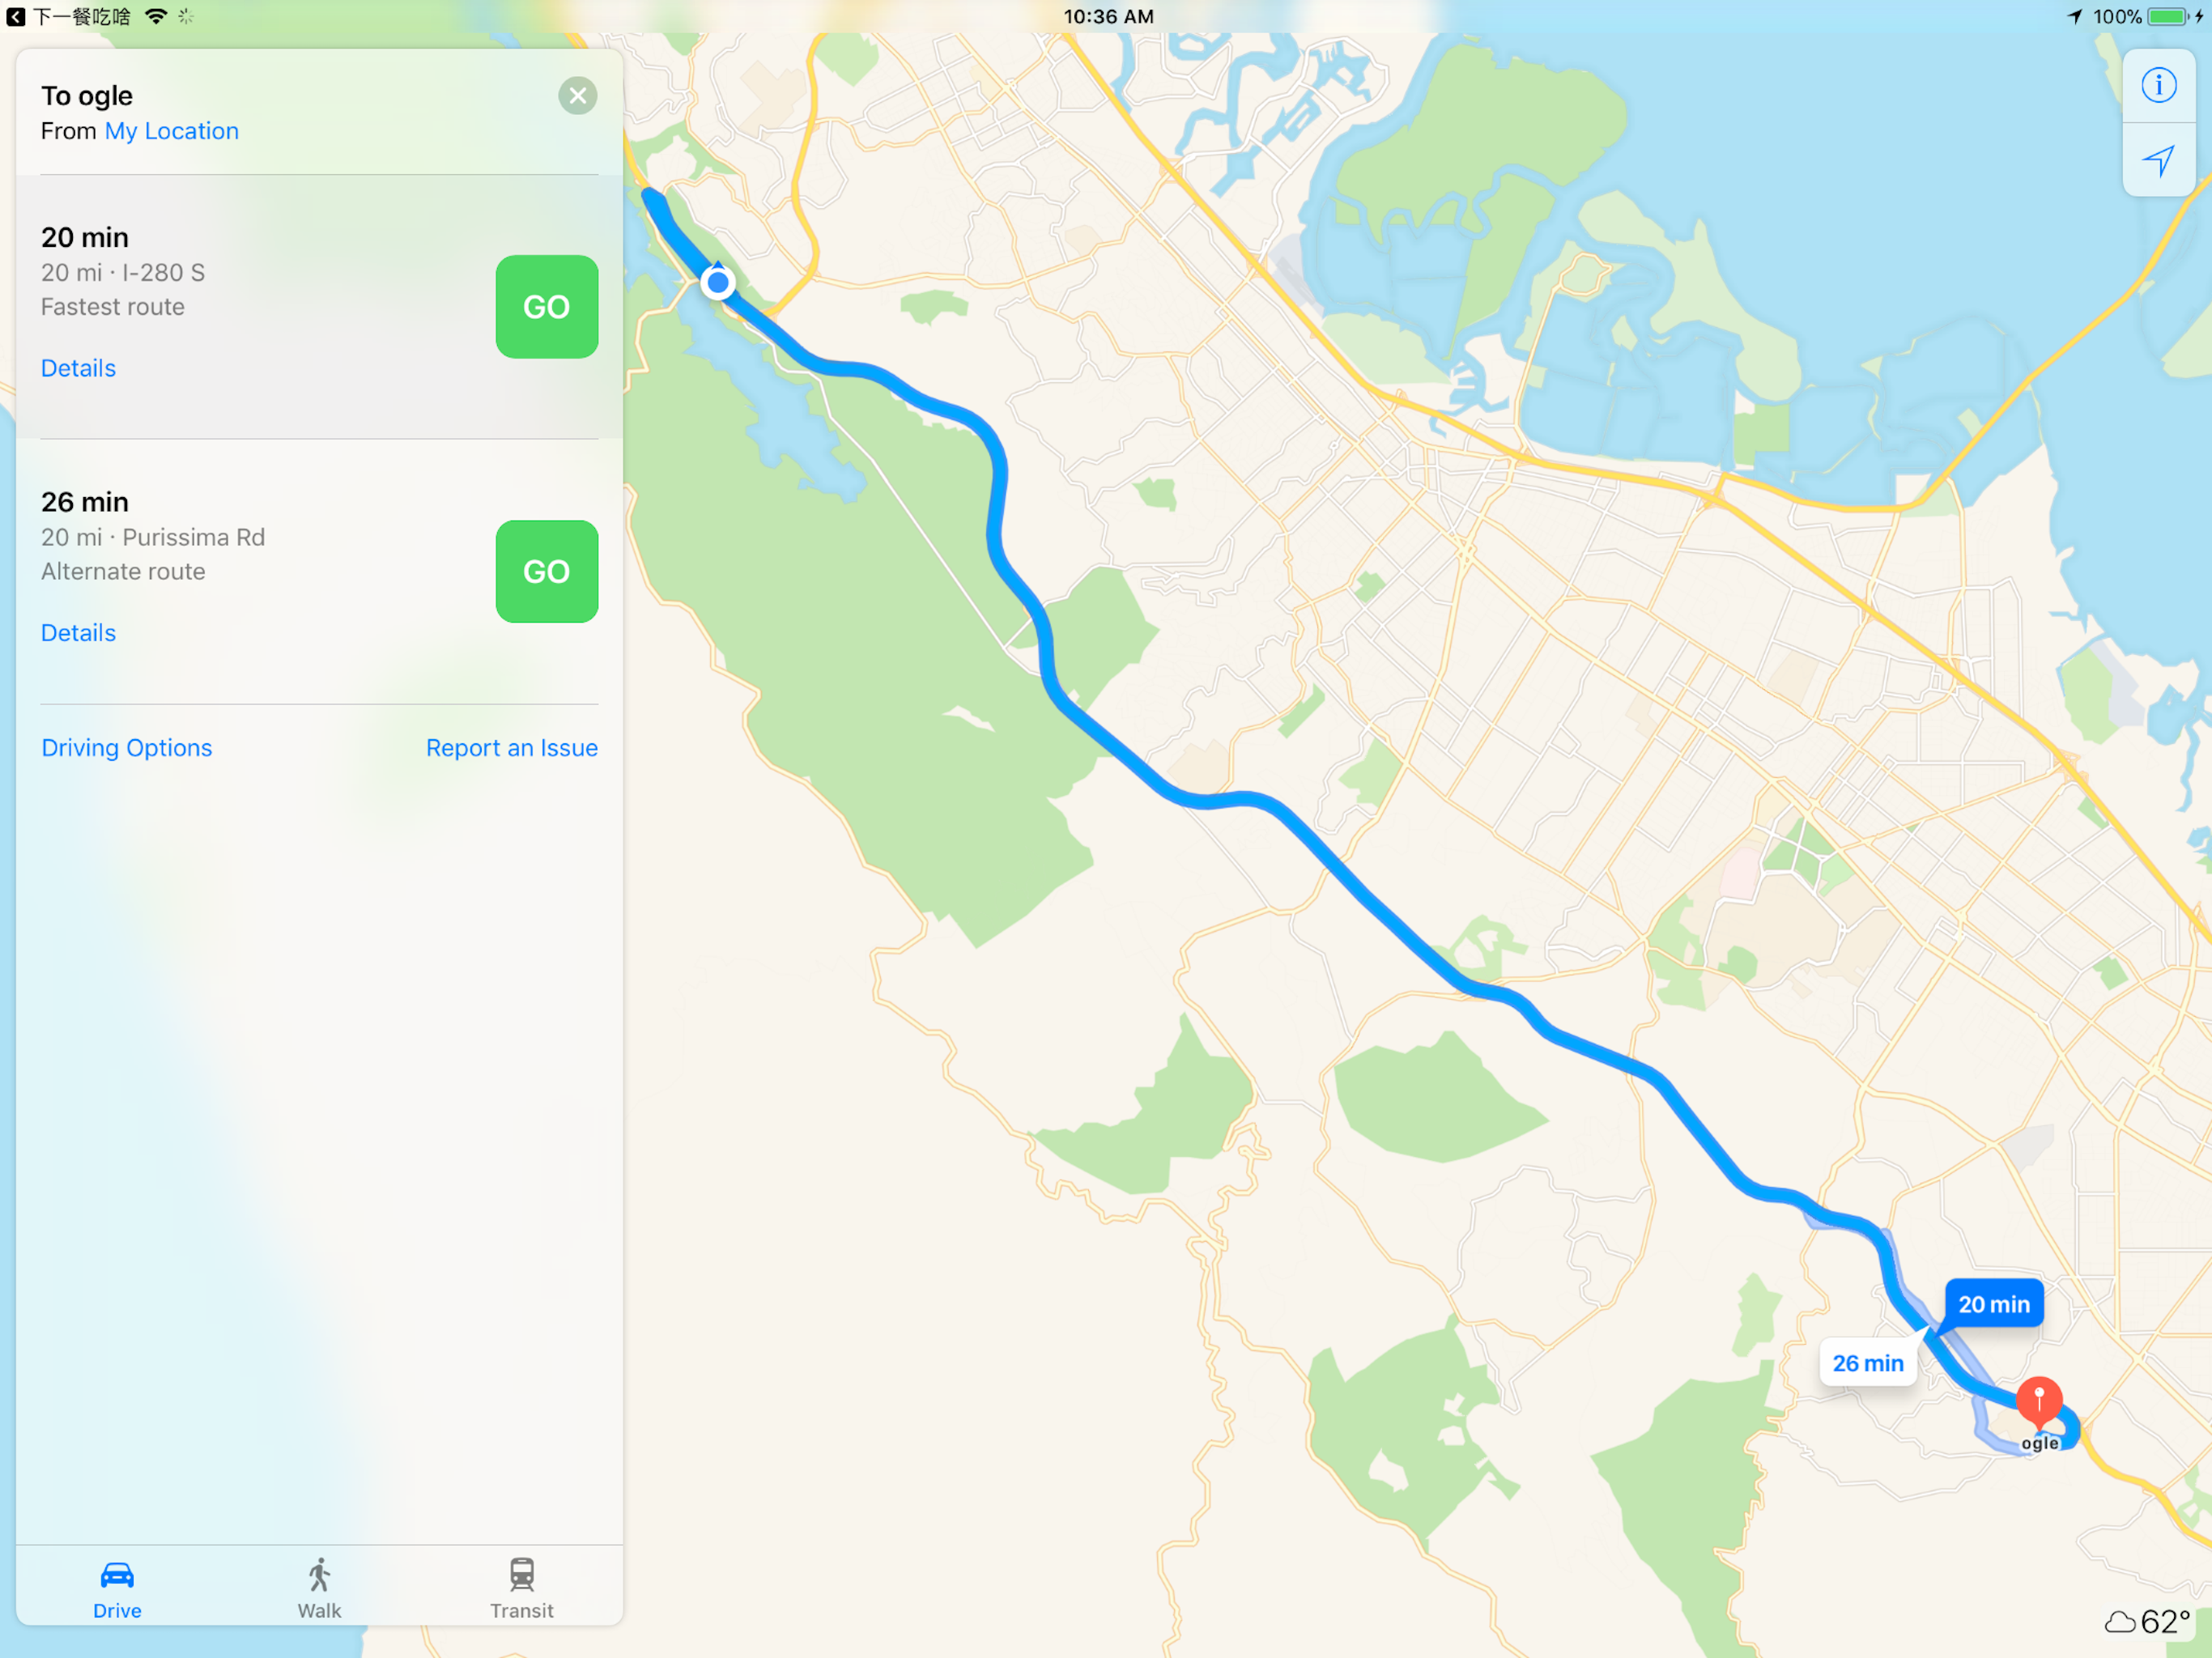 下一餐吃啥
10:36 AM
100%
To ogle
From My Location
20 min
20 mi · I-280 S
Fastest route
GO
Details
26 min
20 mi · Purissima Rd
Alternate route
GO
Details
Driving Options
Report an Issue
20 min
26 min
ogle
Drive
Walk
Transit
62°